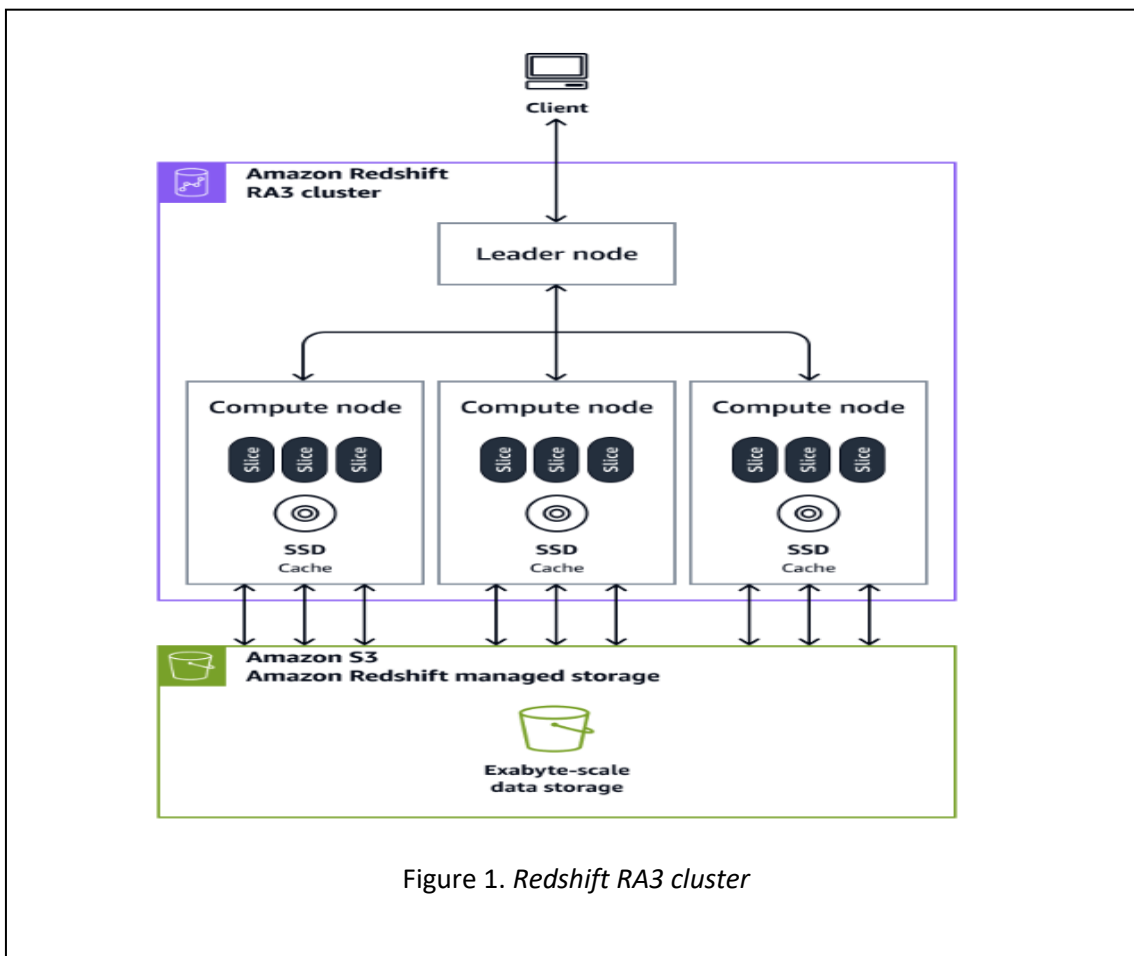 Client
Amazon Redshift
RA3 cluster
Leader node
Compute node
Slice
Slice
Slice
SSD
Cache
Compute node
Slice
Slice
Slice
SSD
Cache
Compute node
Slice
Slice
Slice
SSD
Cache
Amazon S3
Amazon Redshift managed storage
Exabyte-scale
data storage
Figure 1. Redshift RA3 cluster